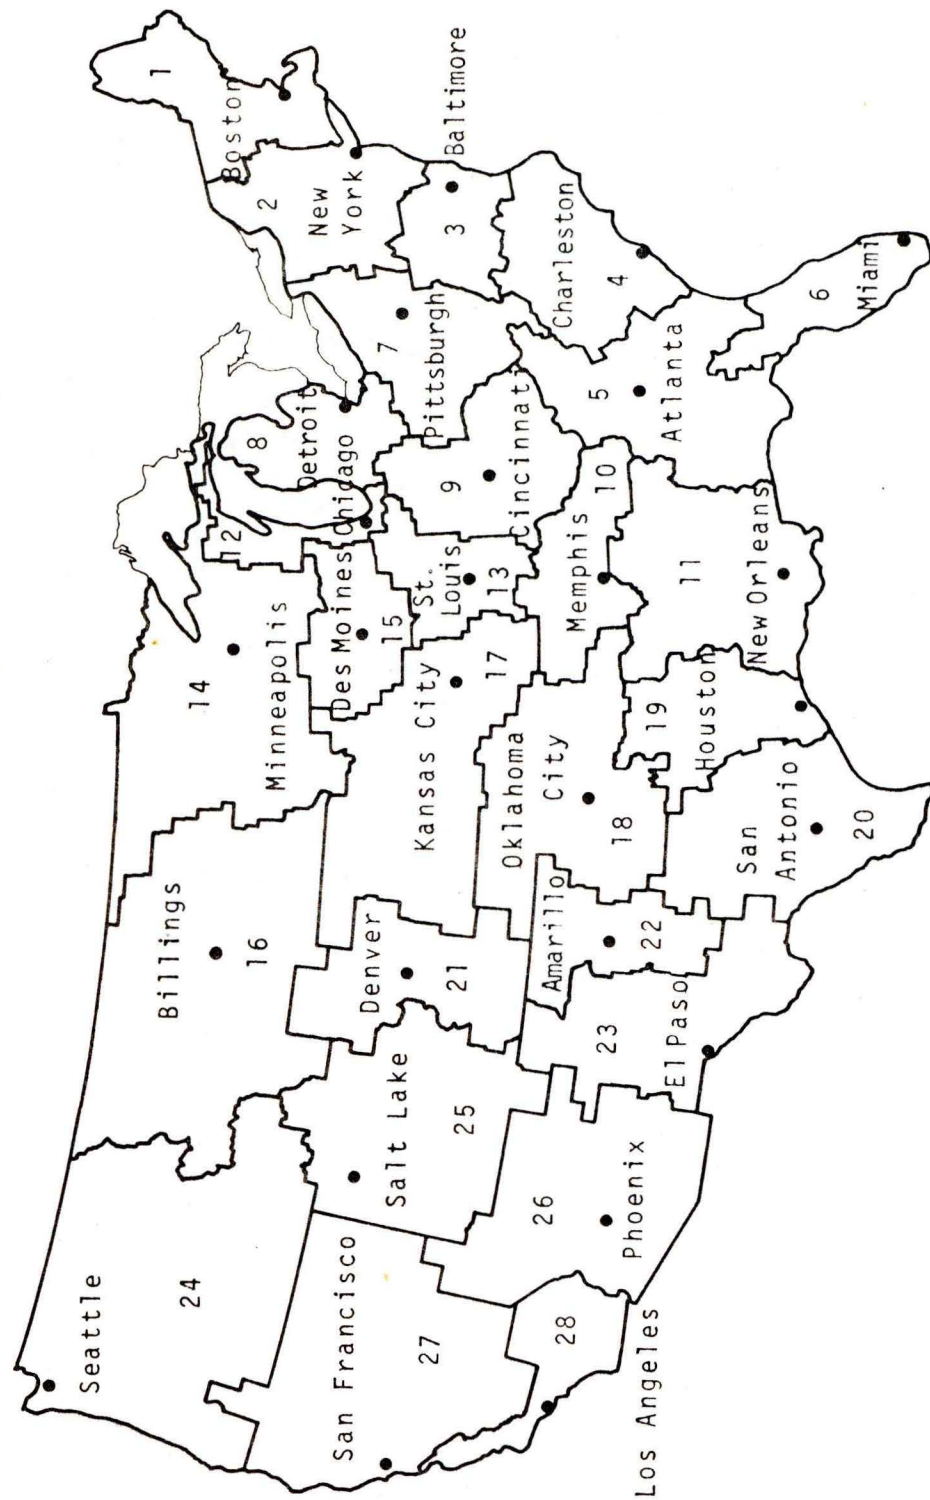 1
Boston
2
New
York
Baltimore
3
Charleston
4
5
Atlanta
6
Miami
7
Pittsburgh
8
Detroit
9
Cincinnati
10
Memphis
11
New Orleans
12
Chicago
13
St.
Louis
14
Minneapolis
15
Des Moines
16
Billings
17
Kansas City
18
Oklahoma
City
19
Houston
20
San
Antonio
21
Denver
22
Amarillo
23
El Paso
24
Seattle
25
Salt Lake
26
Phoenix
27
San Francisco
28
Los Angeles